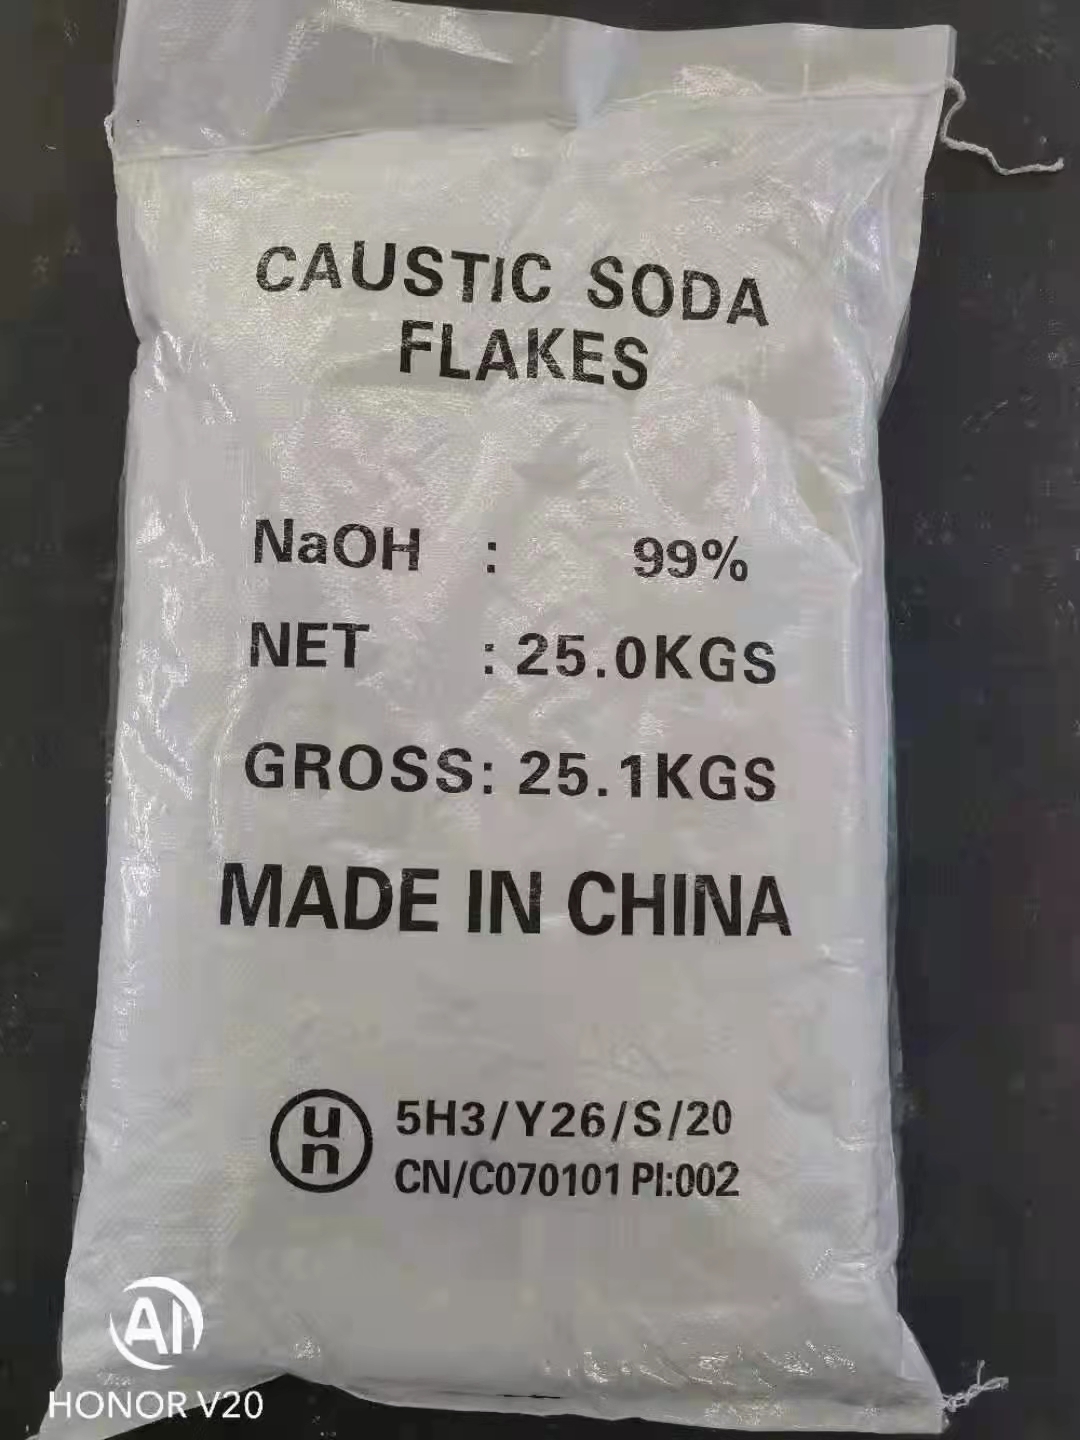 CAUSTIC SODA
FLAKES
NaOH : 99%
NET : 25.0KGS
GROSS: 25.1KGS
MADE IN CHINA
un
5H3/Y26/S/20
CN/C070101 PI:002
AI
HONOR V20